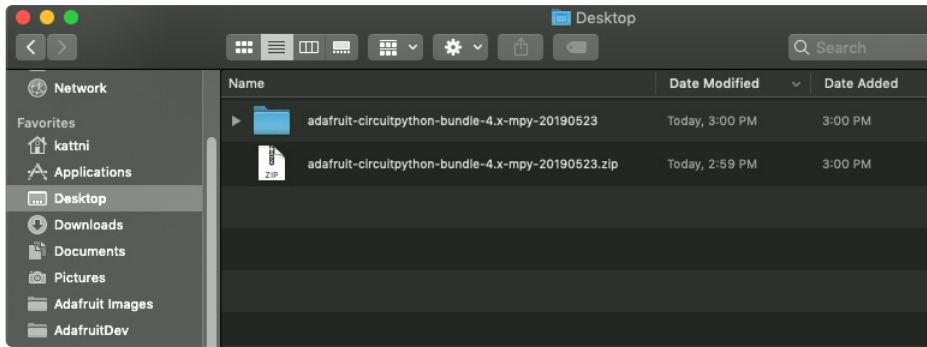 Desktop
Search
Network
Favorites
kattni
Applications
Desktop
Downloads
Documents
Pictures
Adafruit Images
AdafruitDev
Name Date Modified Date Added
adafruit-circuitpython-bundle-4.x-mpy-20190523 Today, 3:00 PM 3:00 PM
ZIP adafruit-circuitpython-bundle-4.x-mpy-20190523.zip Today, 2:59 PM 3:00 PM